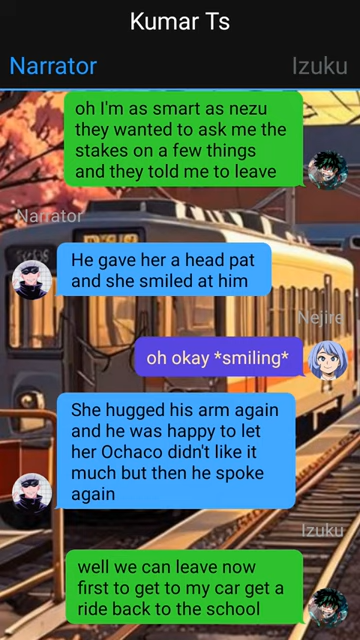 Kumar Ts
Narrator
Izuku
oh I'm as smart as nezu
they wanted to ask me the
stakes on a few things
and they told me to leave
Narrator
He gave her a head pat
and she smiled at him
Nejire
oh okay *smiling*
She hugged his arm again
and he was happy to let
her Ochaco didn't like it
much but then he spoke
again
Izuku
well we can leave now
first to get to my car get a
ride back to the school